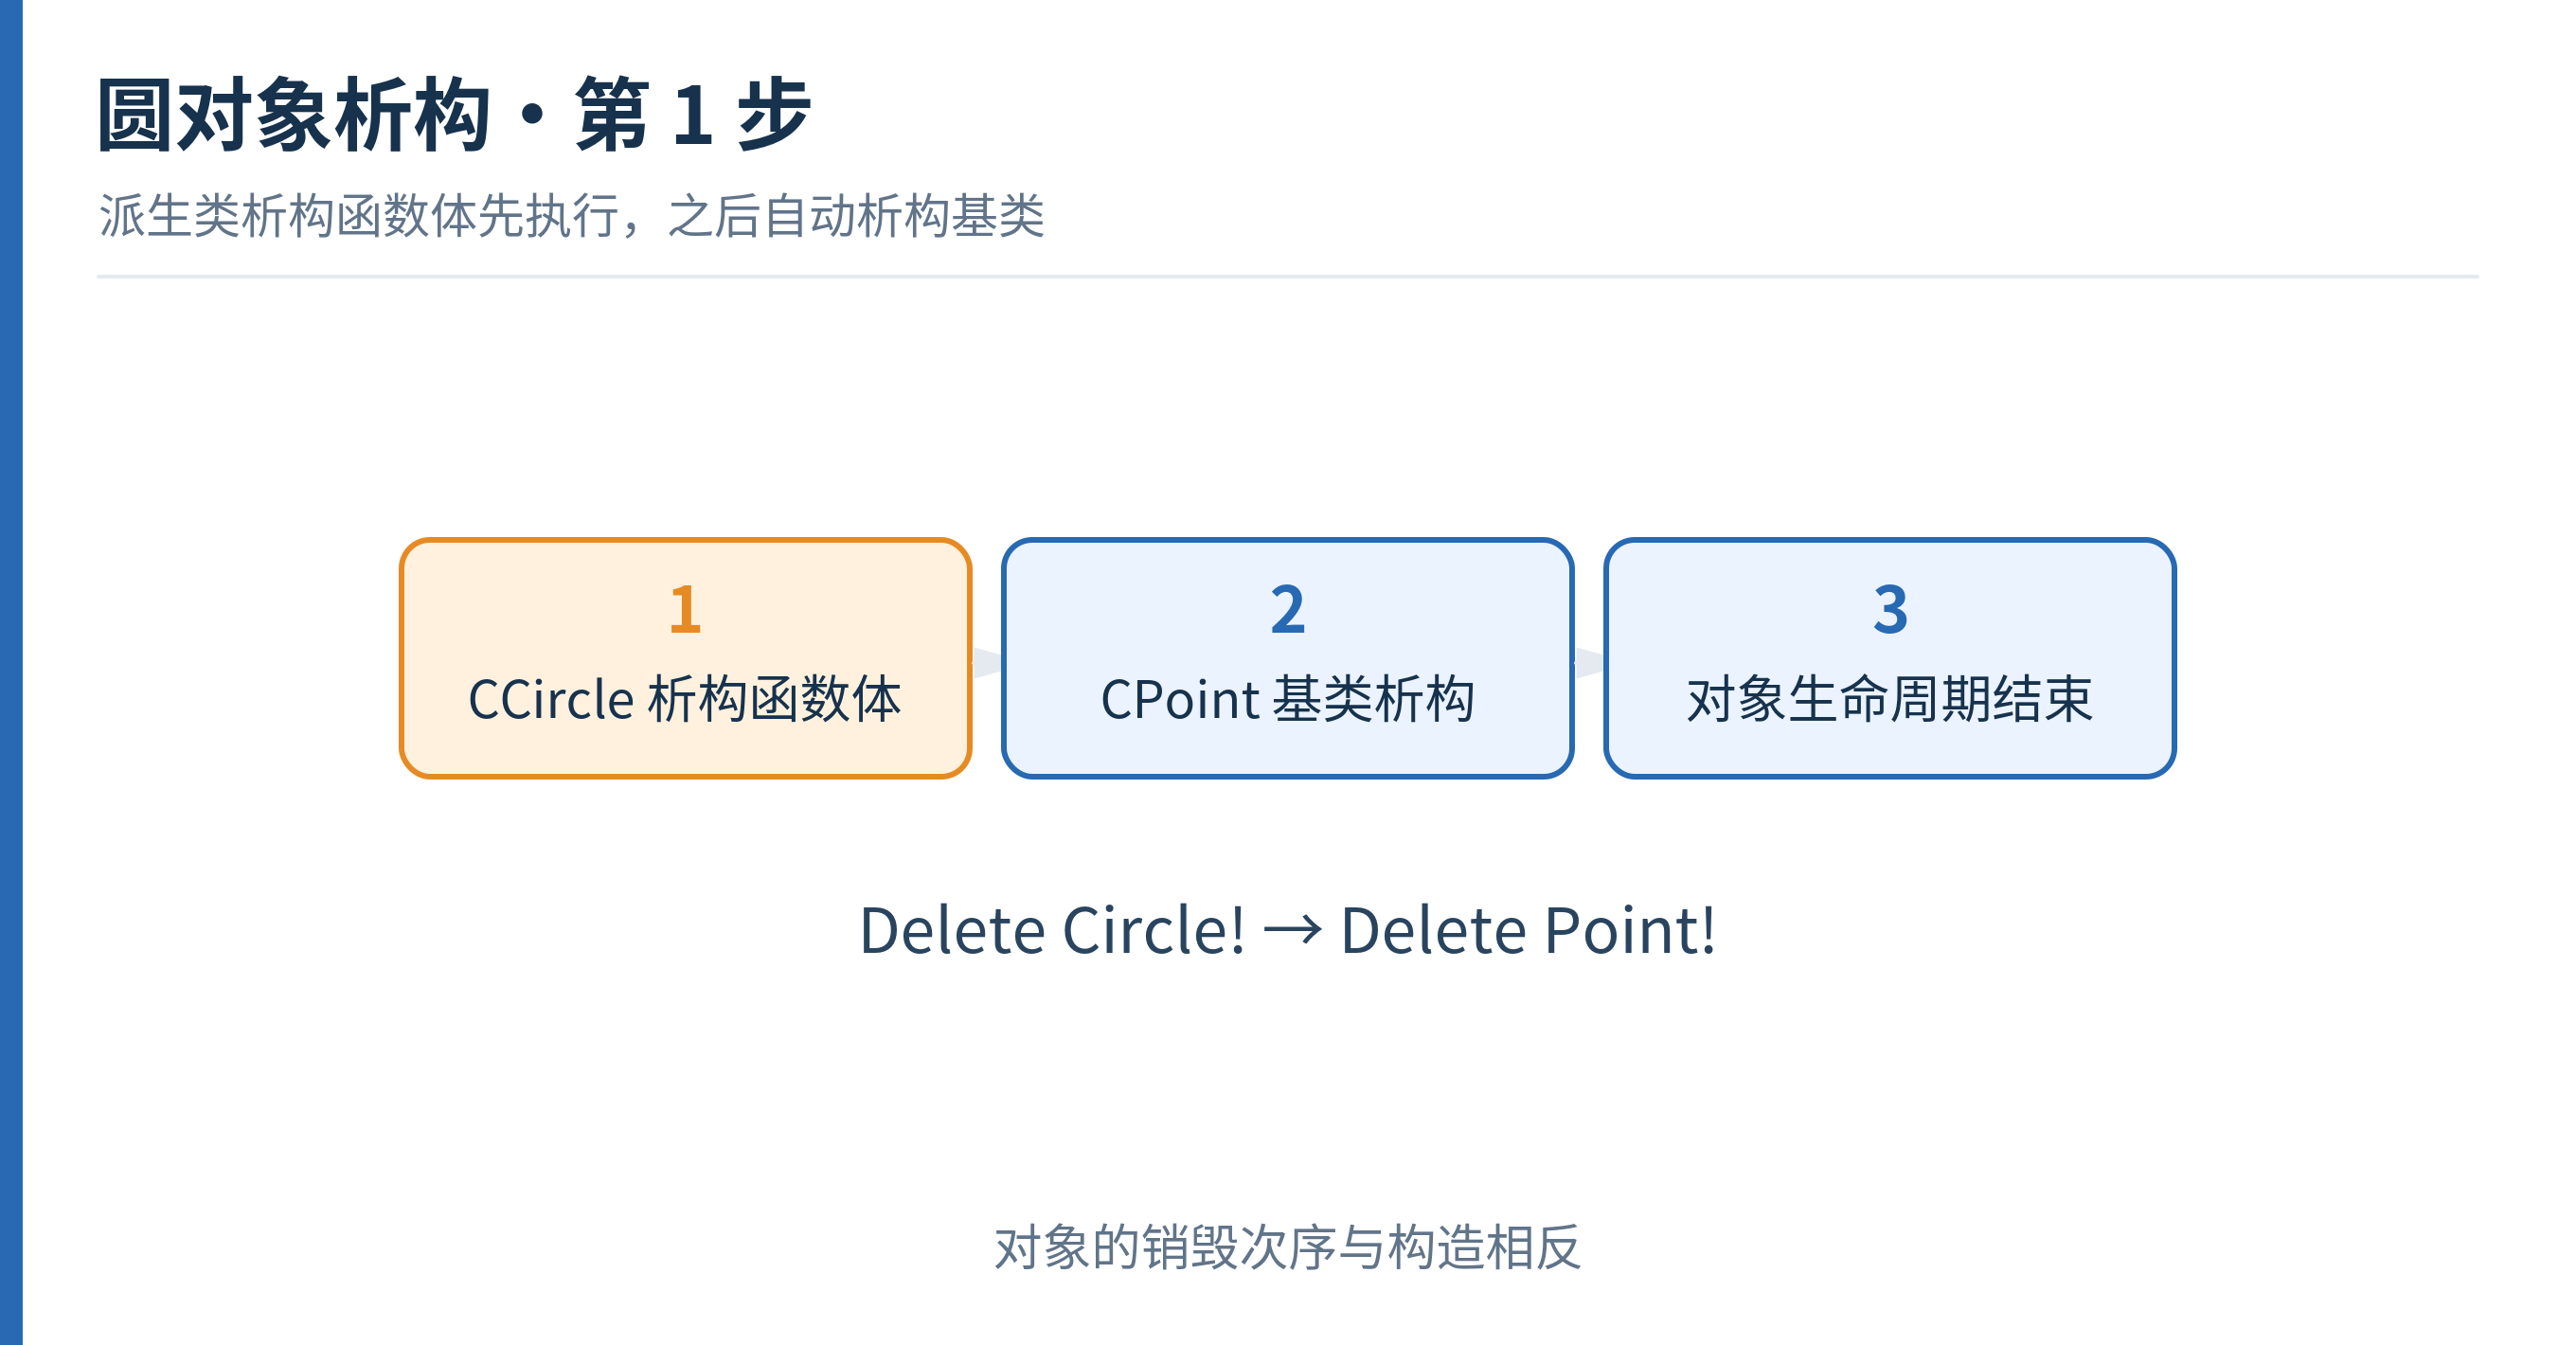 圆对象析构·第 1 步
派生类析构函数体先执行，之后自动析构基类
1
CCircle 析构函数体
2
CPoint 基类析构
3
对象生命周期结束
Delete Circle! → Delete Point!
对象的销毁次序与构造相反